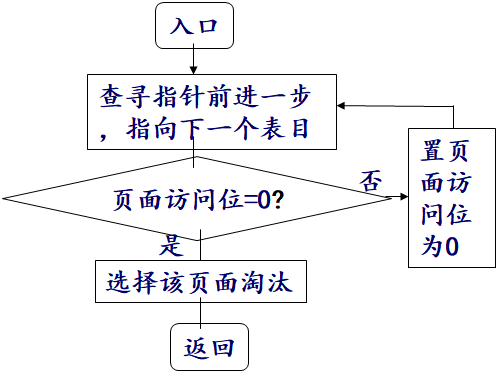 入口
查寻指针前进一步
，指向下一个表目
页面访问位=0?
否
置页
面访
问位
为0
是
选择该页面淘汰
返回